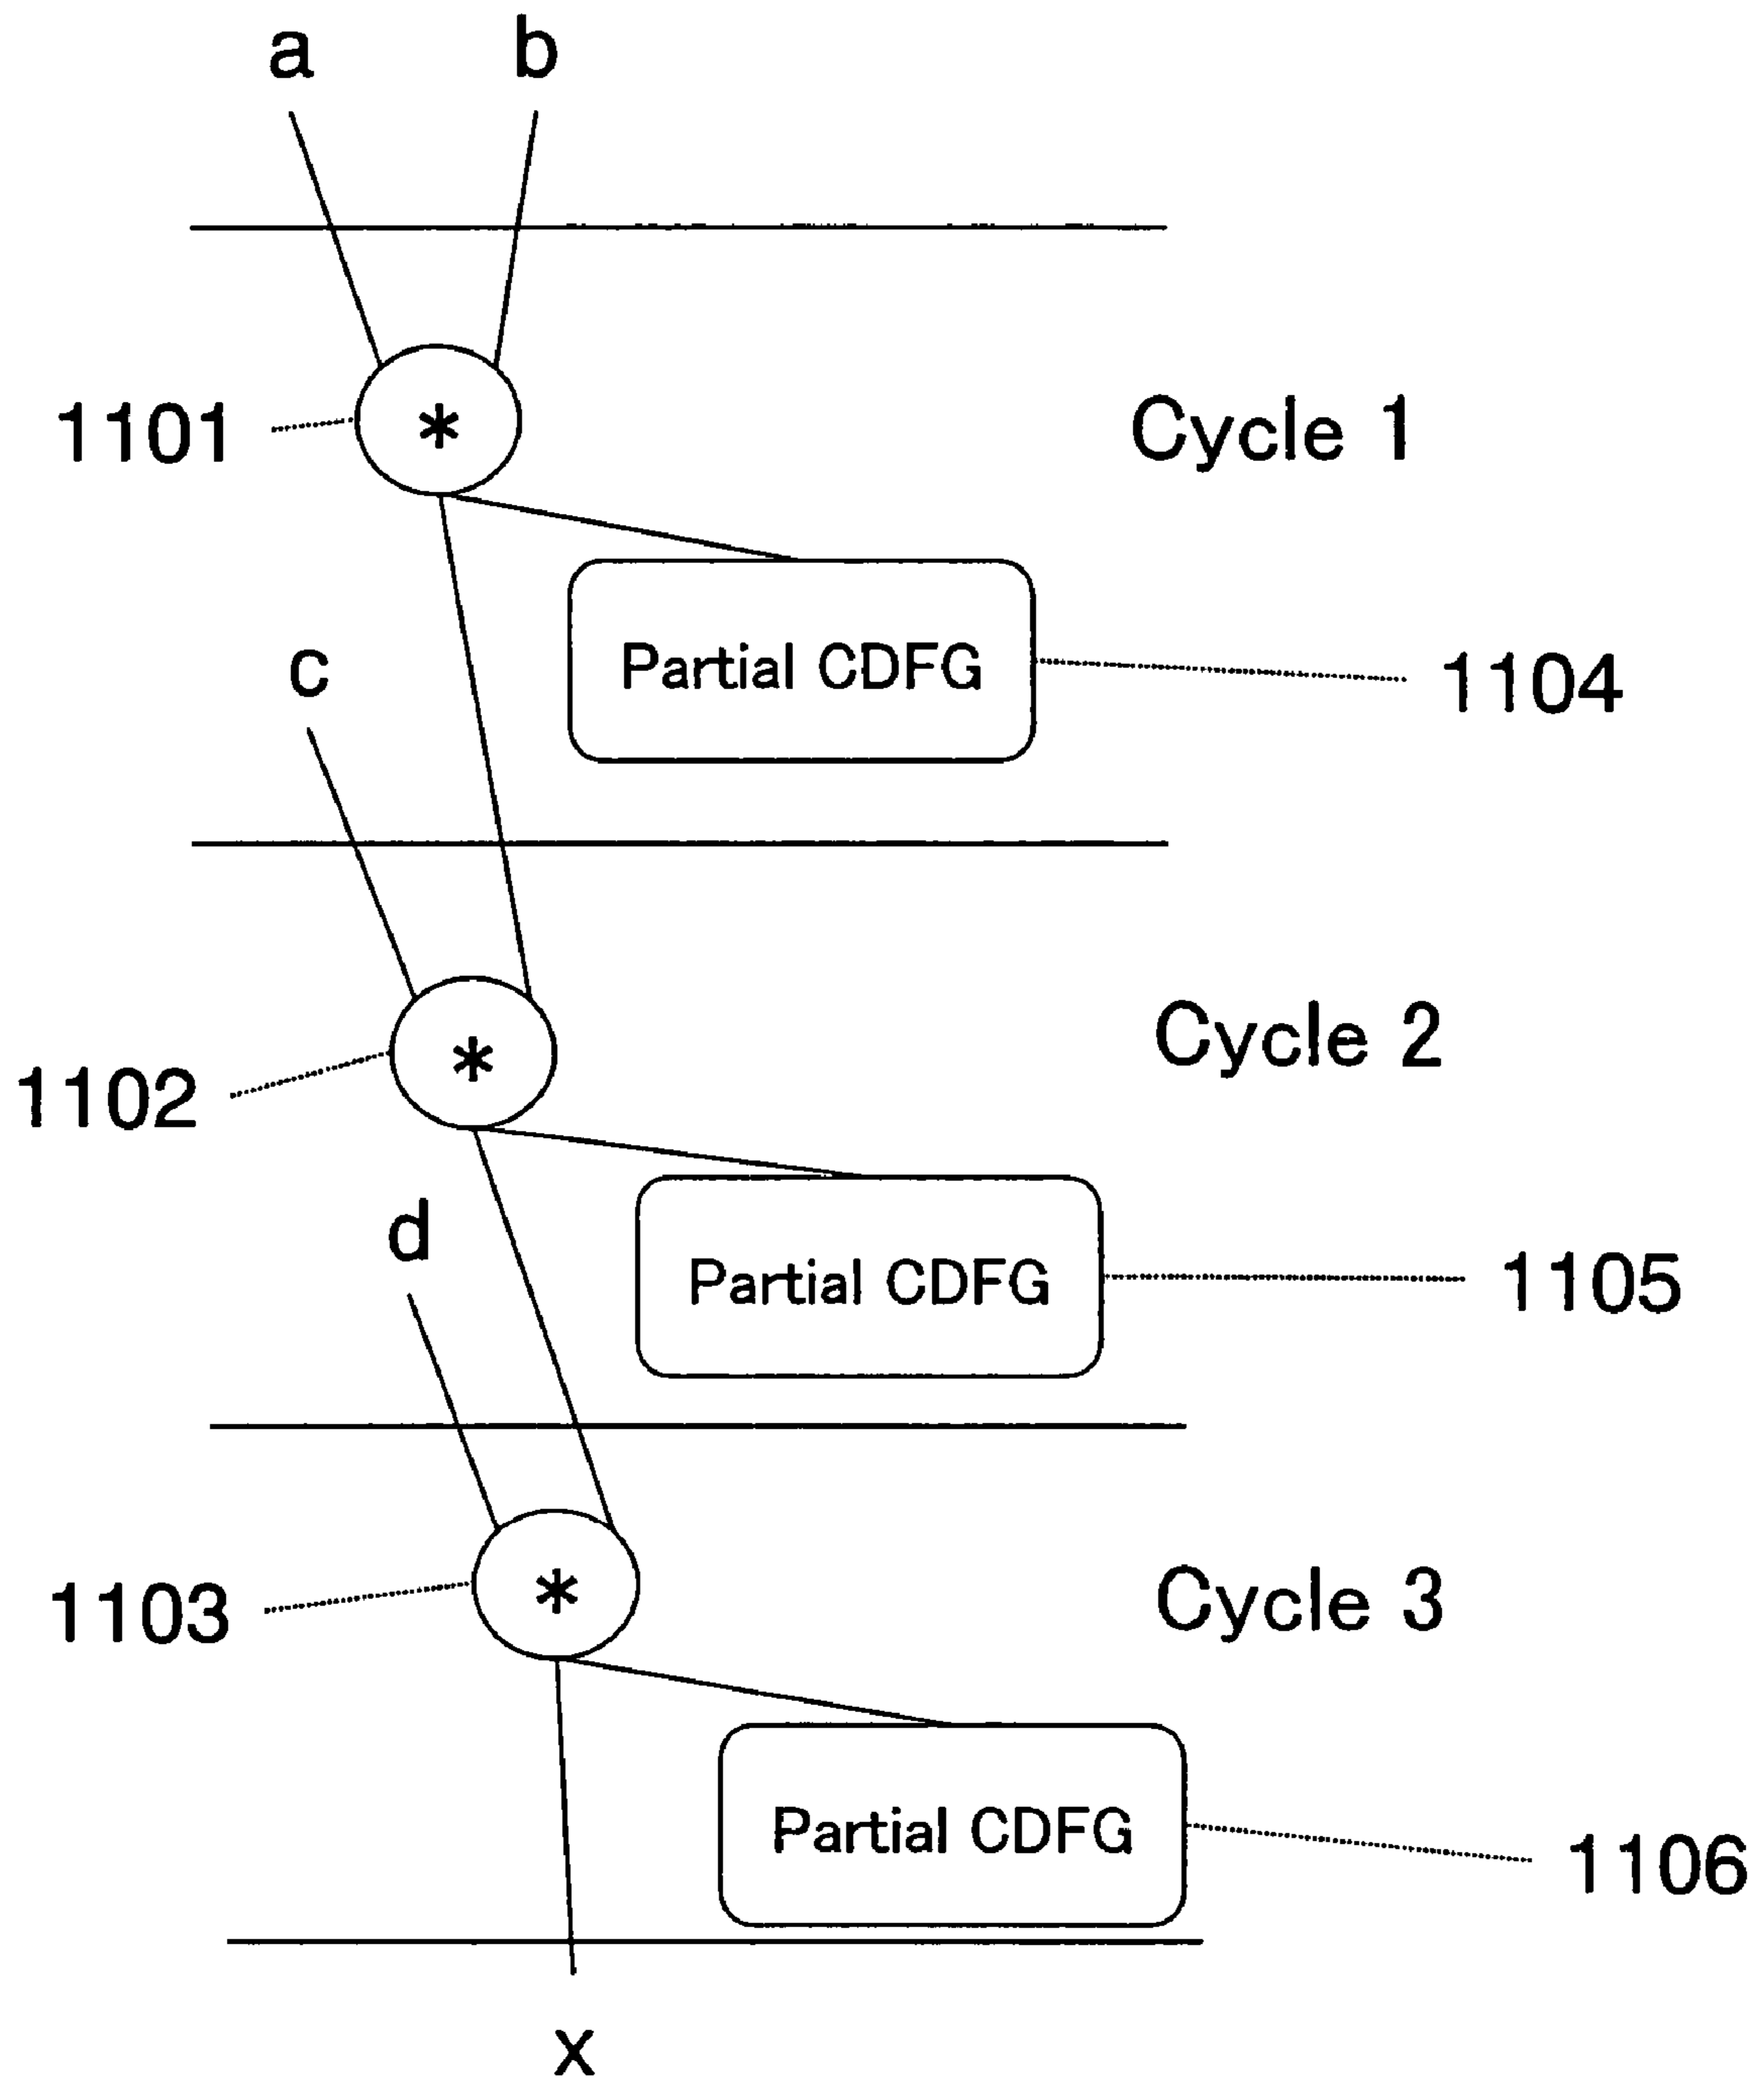 a b
*
1101
Cycle 1
Partial CDFG
1104
c
*
1102
Cycle 2
Partial CDFG
1105
d
*
1103
Cycle 3
Partial CDFG
1106
x